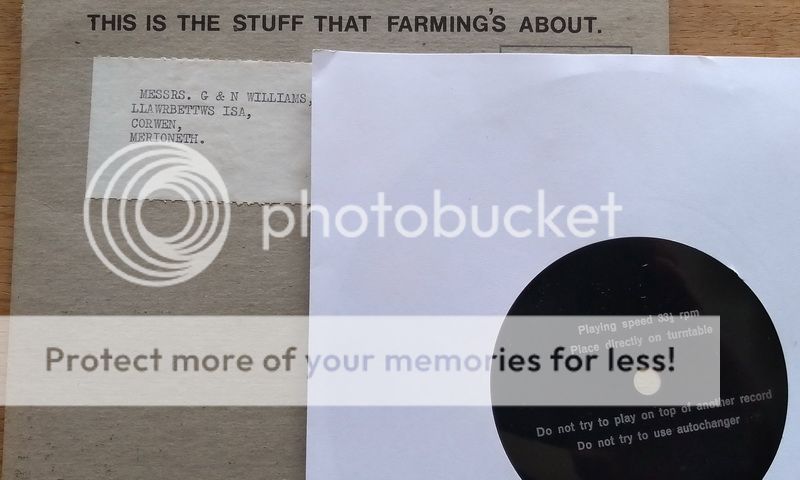 THIS IS THE STUFF THAT FARMING'S ABOUT.
MESSRS. G & N WILLIAMS,
LLAWRBETTWS ISA,
CORWEN,
MERIONETH.
photobucket
Protect more of your memories for less!
Playing speed 33⅓ rpm
Place directly on turntable
Do not try to play on top of another record
Do not try to use autochanger